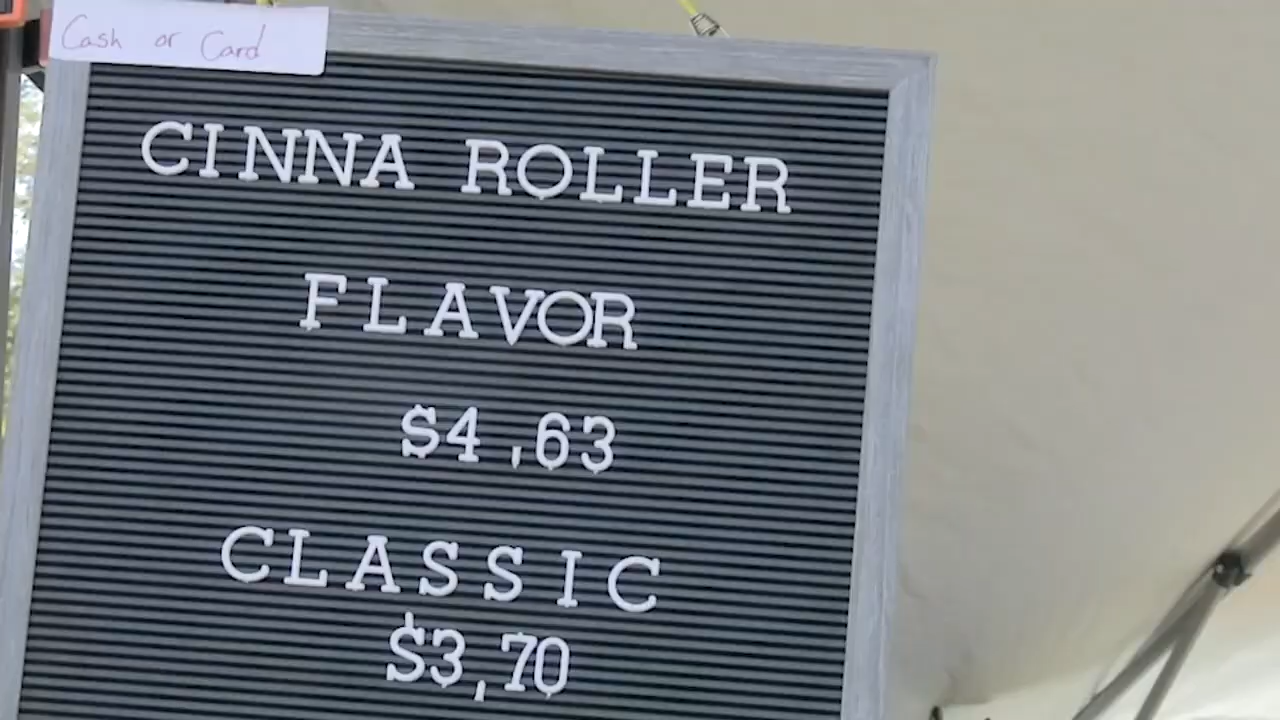 Cash or Card
CINNA ROLLER
FLAVOR
$4,63
CLASSIC
$3,70